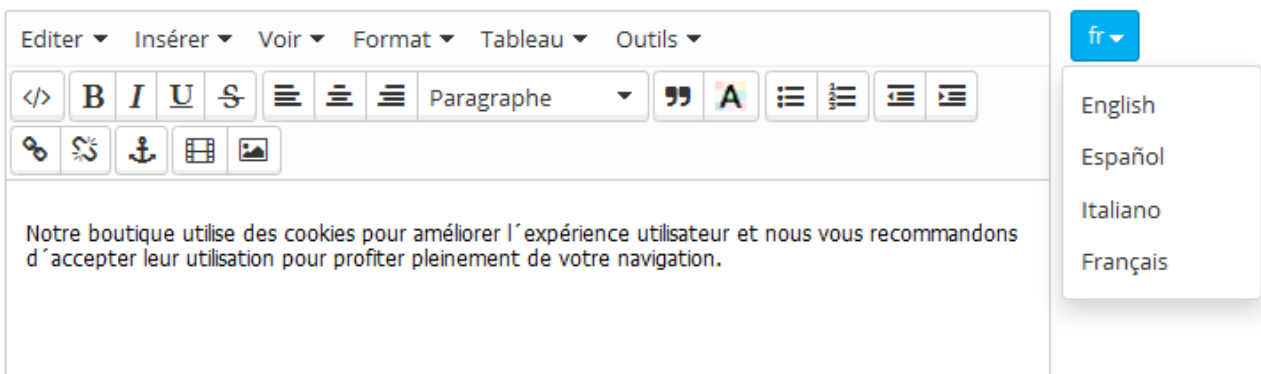 Editer Insérer Voir Format Tableau Outils
fr
</> B I U S Paragraphe A
English
Español
Italiano
Français
Notre boutique utilise des cookies pour améliorer l´expérience utilisateur et nous vous recommandons
d´accepter leur utilisation pour profiter pleinement de votre navigation.